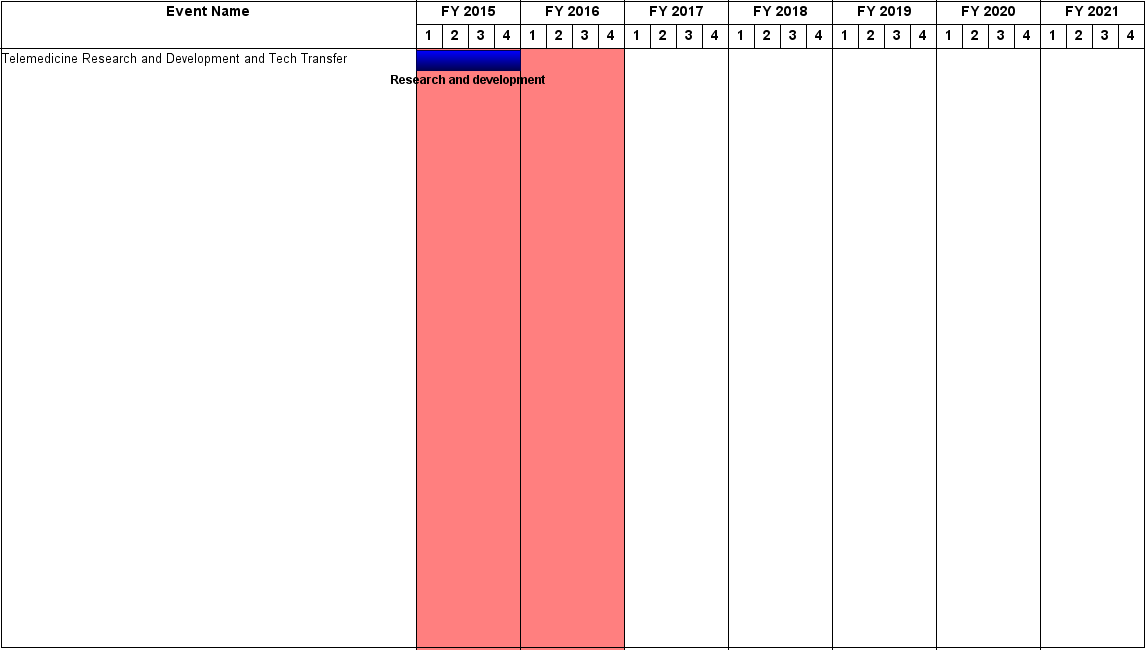 Event Name FY 2015 FY 2016 FY 2017 FY 2018 FY 2019 FY 2020 FY 2021
1 2 3 4 1 2 3 4 1 2 3 4 1 2 3 4 1 2 3 4 1 2 3 4 1 2 3 4
Telemedicine Research and Development and Tech Transfer
Research and development